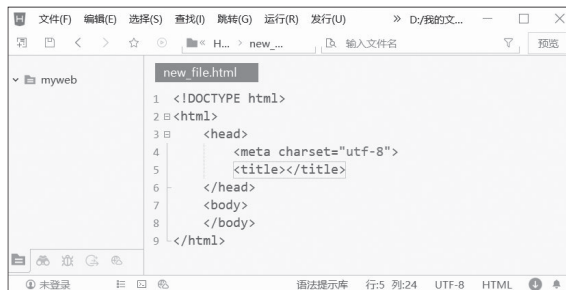 H 文件(F) 编辑(E) 选择(S) 查找(I) 跳转(G) 运行(R) 发行(U) » D:/我的文...
« H... > new_... 输入文件名 预览
myweb
new_file.html
1 <!DOCTYPE html>
2 <html>
3 <head>
4 <meta charset="utf-8">
5 <title></title>
6 </head>
7 <body>
8 </body>
9 </html>
未登录 语法提示库 行:5 列:24 UTF-8 HTML